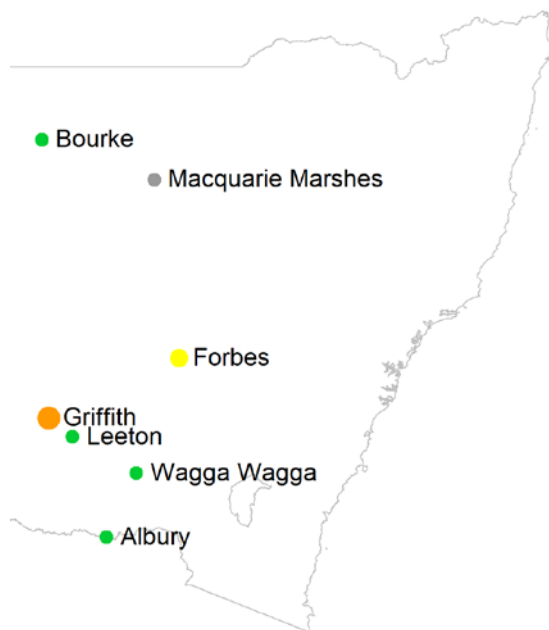 Bourke
Macquarie Marshes
Forbes
Griffith
Leeton
Wagga Wagga
Albury